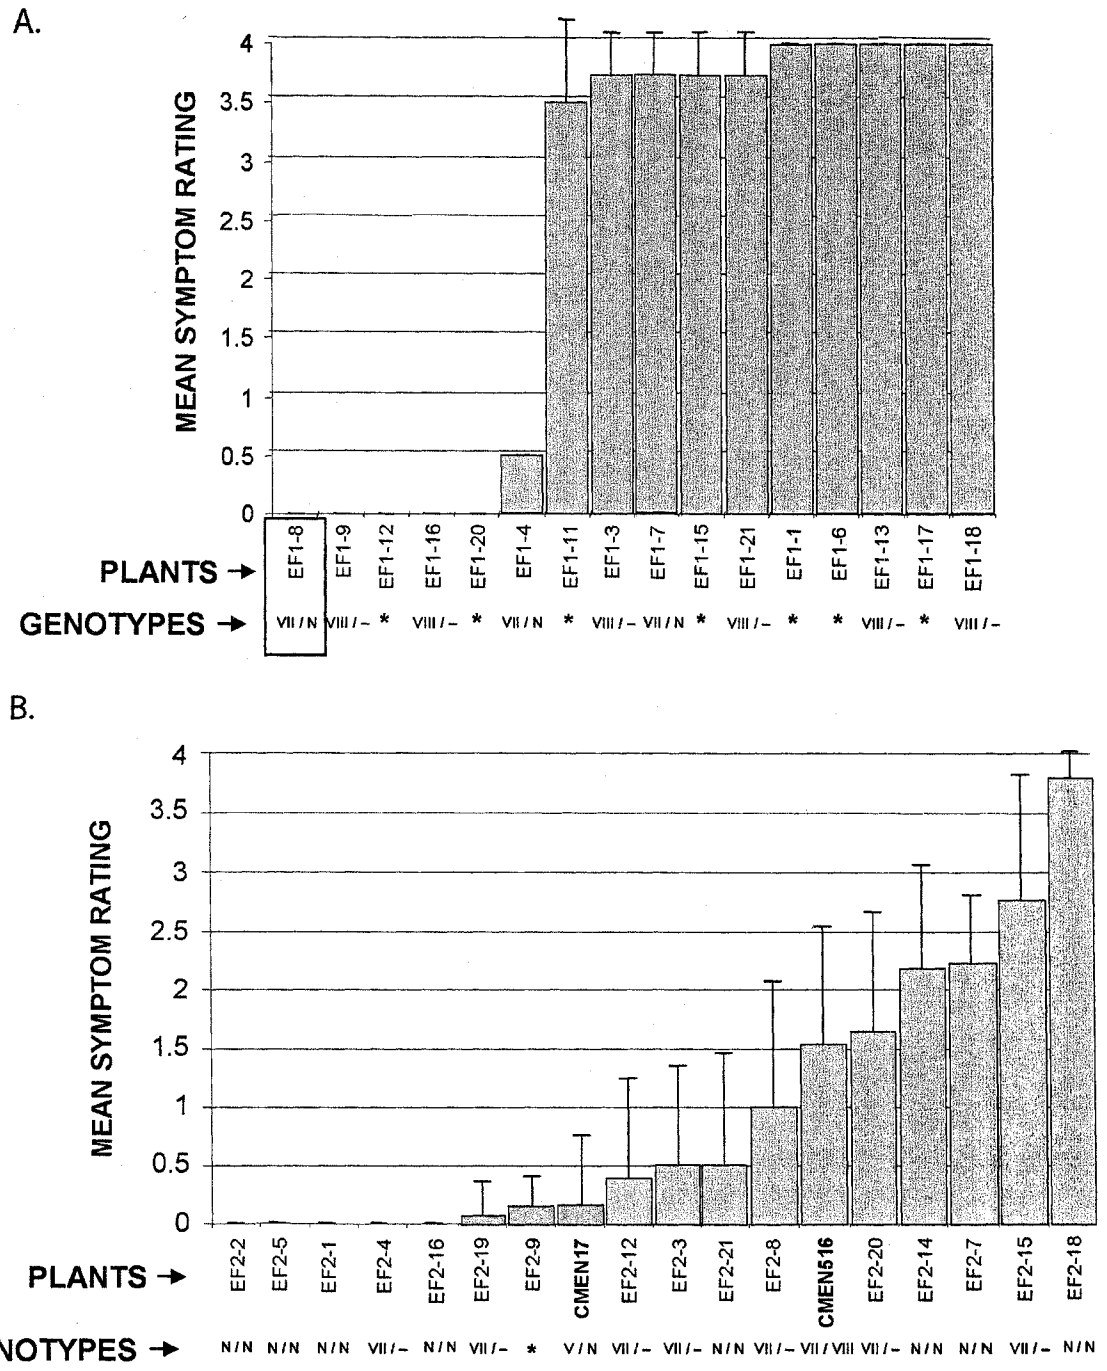 A.
MEAN SYMPTOM RATING
4
3.5
3
2.5
2
1.5
1
0.5
0
PLANTS → EF1-8 EF1-9 EF1-12 EF1-16 EF1-20 EF1-4 EF1-11 EF1-3 EF1-7 EF1-15 EF1-21 EF1-1 EF1-6 EF1-13 EF1-17 EF1-18
GENOTYPES → VII / N VIII / – * VIII / – * VII / N * VIII / – VII / N * VIII / – * * VIII / – * VIII / –
B.
MEAN SYMPTOM RATING
4
3.5
3
2.5
2
1.5
1
0.5
0
PLANTS → EF2-2 EF2-5 EF2-1 EF2-4 EF2-16 EF2-19 EF2-9 CMEN17 EF2-12 EF2-3 EF2-21 EF2-8 CMEN516 EF2-20 EF2-14 EF2-7 EF2-15 EF2-18
NOTYPES → N / N N / N N / N VII / – N / N VII / – * V / N VII / – VII / – N / N VII / – VII / VIII VII / – N / N N / N VII / – N / N